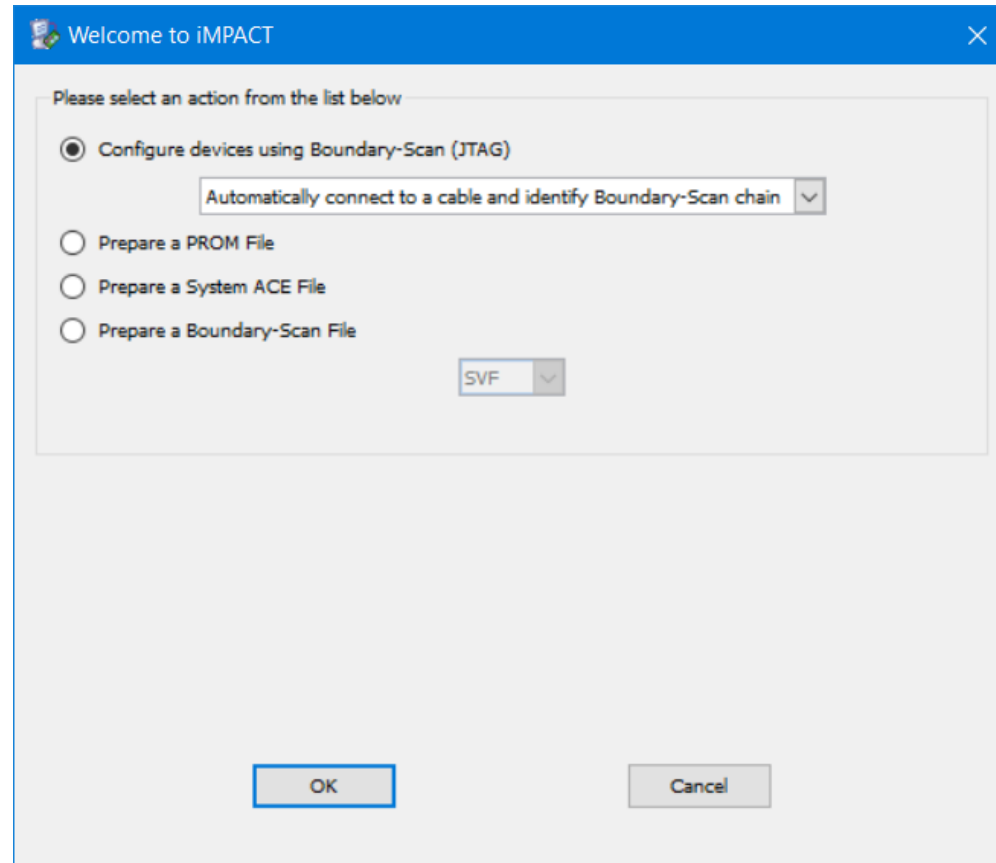 Welcome to iMPACT
Please select an action from the list below
Configure devices using Boundary-Scan (JTAG)
Automatically connect to a cable and identify Boundary-Scan chain
Prepare a PROM File
Prepare a System ACE File
Prepare a Boundary-Scan File
SVF
OK
Cancel